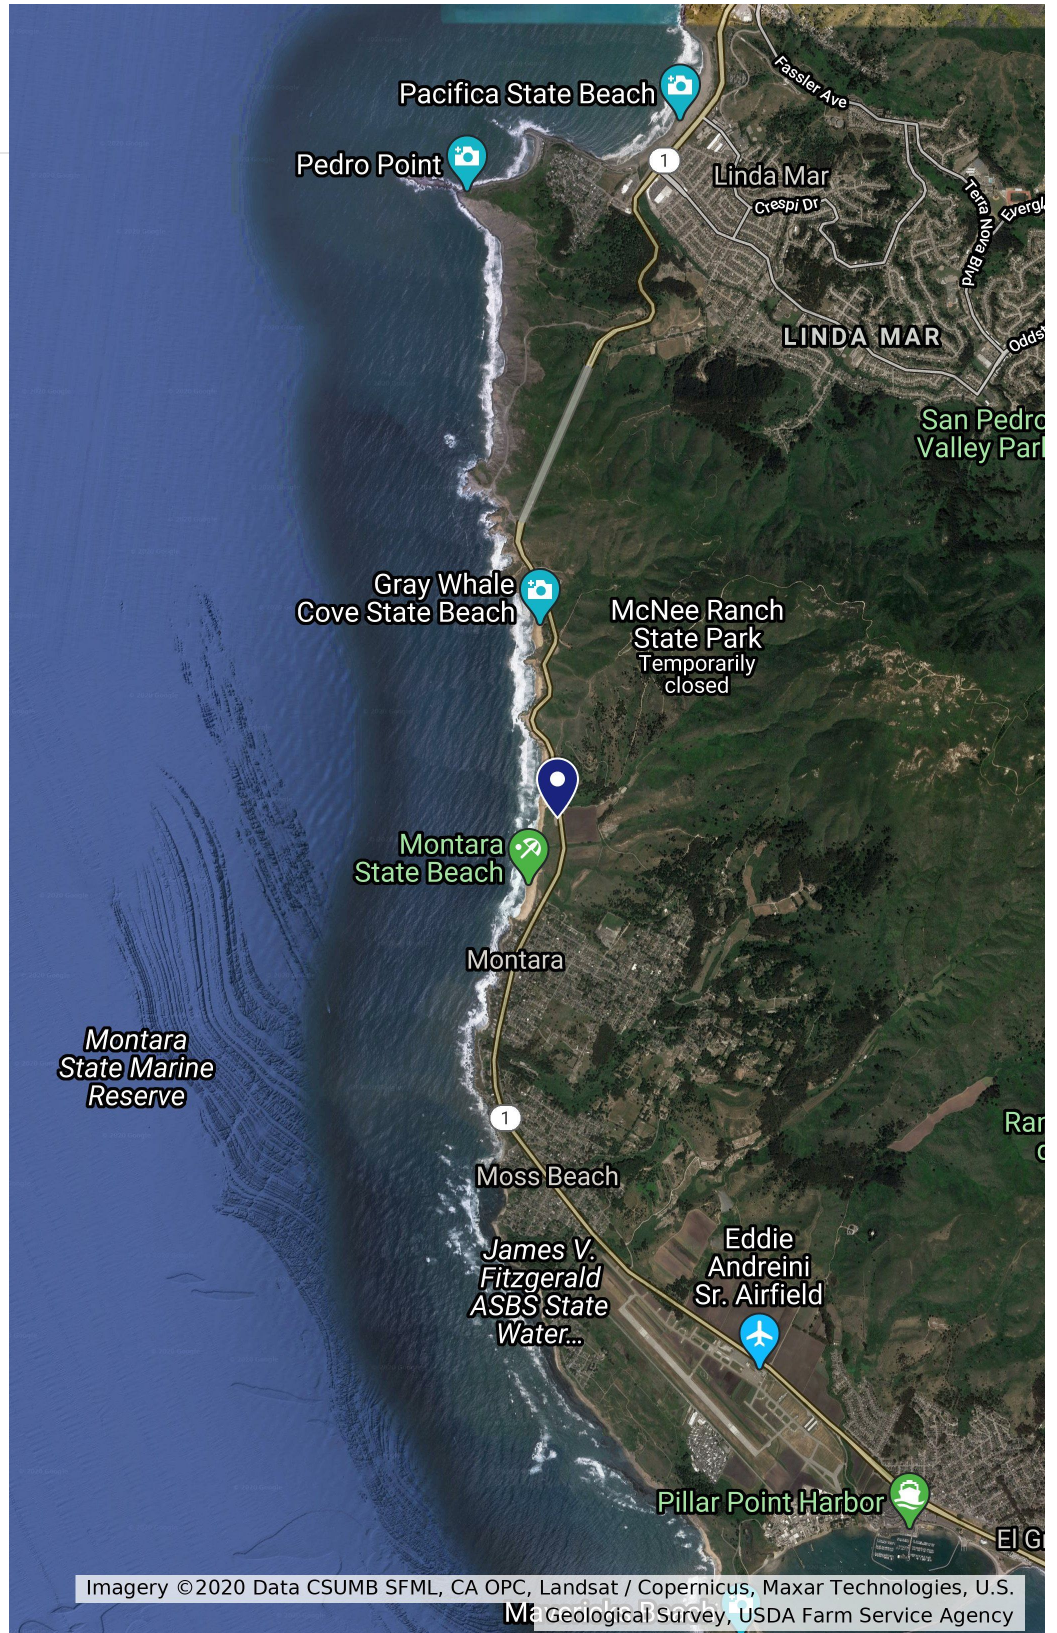 Fassler Ave
Pacifica State Beach
Pedro Point
1
Linda Mar
Crespi Dr
Terra Nova Blvd
LINDA MAR
San Pedro
Gray Whale
Cove State Beach
McNee Ranch
State Park
Temporarily
closed
Montara
State Beach
Montara
Montara
State Marine
Reserve
1
Moss Beach
James V.
Fitzgerald
ASBS State
Water...
Eddie
Andreini
Sr. Airfield
Pillar Point Harbor
Imagery ©2020 Data CSUMB SFML, CA OPC, Landsat / Copernicus, Maxar Technologies, U.S.
Geological Survey, USDA Farm Service Agency